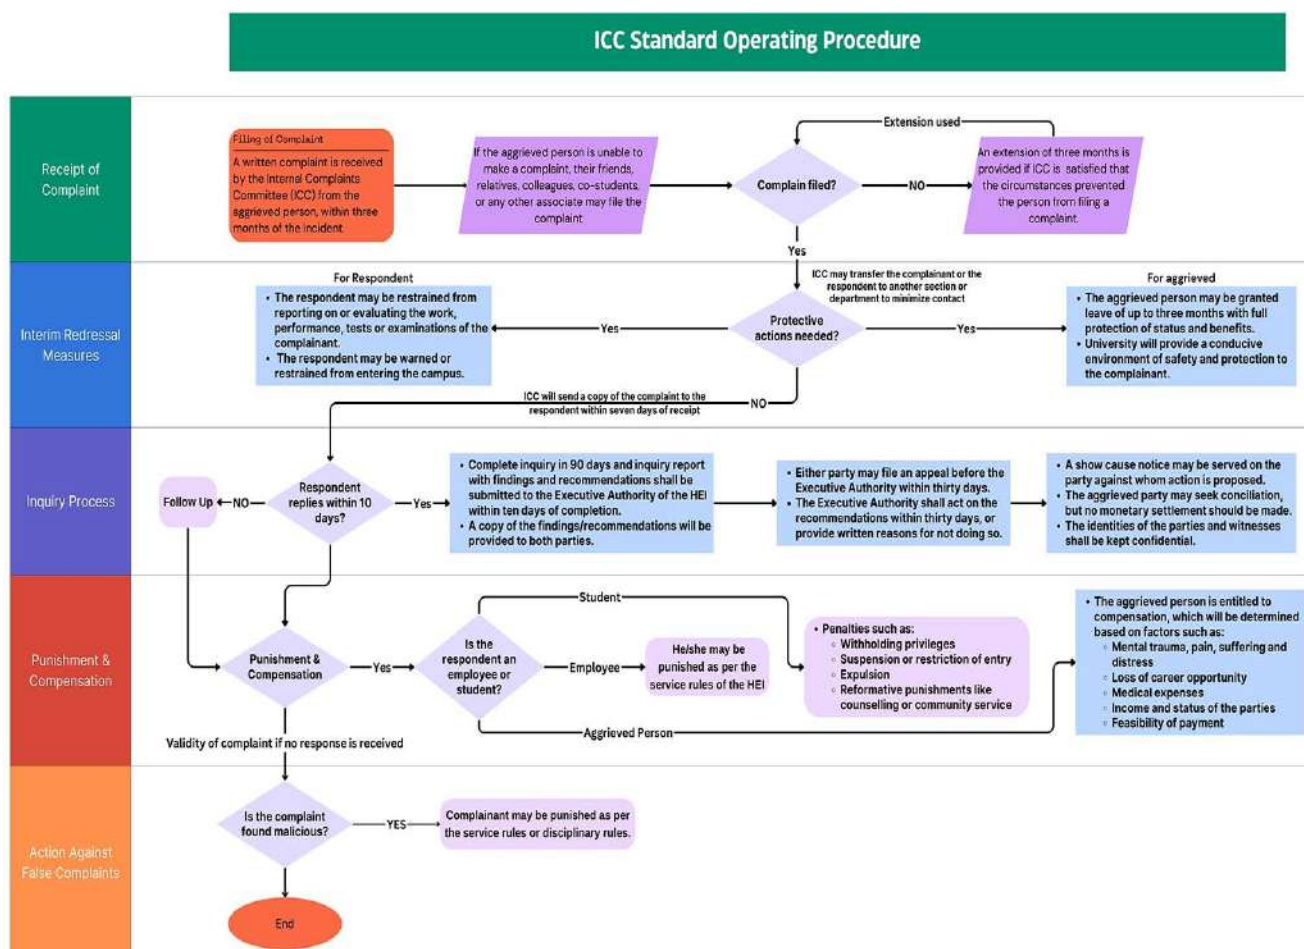 ICC Standard Operating Procedure
Receipt of
Complaint
Filing of Complaint
A written complaint is received
by the Internal Complaints
Committee (ICC) from the
aggrieved person, within three
months of the incident
If the aggrieved person is unable to
make a complaint, their friends,
relatives, colleagues, co-students,
or any other associate may file the
complaint
Complain filed?
Extension used
NO
An extension of three months is
provided if ICC is satisfied that
the circumstances prevented
the person from filing a
complaint.
Yes
Interim Redressal
Measures
For Respondent
• The respondent may be restrained from
reporting on or evaluating the work,
performance, tests or examinations of the
complainant.
• The respondent may be warned or
restrained from entering the campus.
Yes
ICC may transfer the complainant or the
respondent to another section or
department to minimize contact
Protective
actions needed?
Yes
For aggrieved
• The aggrieved person may be granted
leave of up to three months with full
protection of status and benefits.
• University will provide a conducive
environment of safety and protection to
the complainant.
ICC will send a copy of the complaint to the
respondent within seven days of receipt
NO
Inquiry Process
Follow Up
NO
Respondent
replies within 10
days?
Yes
• Complete inquiry in 90 days and inquiry report
with findings and recommendations shall be
submitted to the Executive Authority of the HEI
within ten days of completion.
• A copy of the findings/recommendations will be
provided to both parties.
• Either party may file an appeal before the
Executive Authority within thirty days.
• The Executive Authority shall act on the
recommendations within thirty days, or
provide written reasons for not doing so.
• A show cause notice may be served on the
party against whom action is proposed.
• The aggrieved party may seek conciliation,
but no monetary settlement should be made.
• The identities of the parties and witnesses
shall be kept confidential.
Punishment &
Compensation
Punishment &
Compensation
Yes
Is the
respondent an
employee or
student?
Student
Employee
Aggrieved Person
He/she may be
punished as per the
service rules of the HEI
• Penalties such as:
◦ Withholding privileges
◦ Suspension or restriction of entry
◦ Expulsion
◦ Reformative punishments like
counselling or community service
• The aggrieved person is entitled to
compensation, which will be determined
based on factors such as:
◦ Mental trauma, pain, suffering and
distress
◦ Loss of career opportunity
◦ Medical expenses
◦ Income and status of the parties
◦ Feasibility of payment
Validity of complaint if no response is received
Action Against
False Complaints
Is the complaint
found malicious?
YES
Complainant may be punished as per
the service rules or disciplinary rules.
End